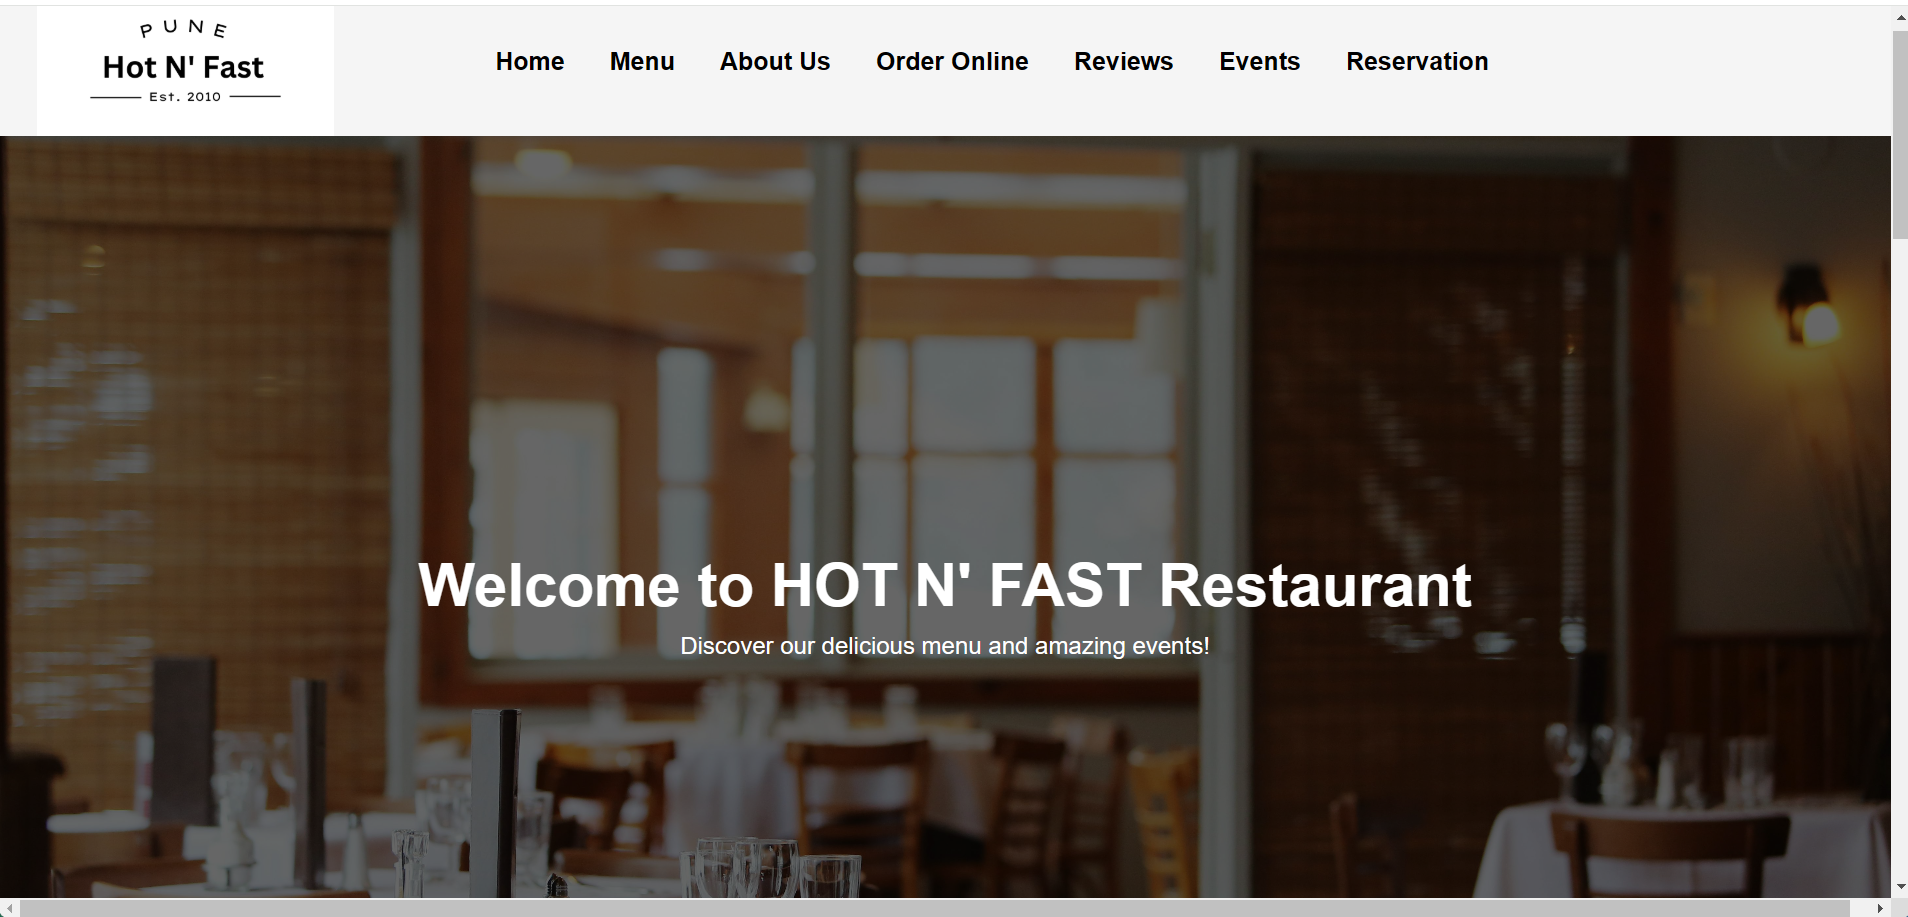 PUNE
Hot N' Fast
Est. 2010
Home Menu About Us Order Online Reviews Events Reservation
Welcome to HOT N' FAST Restaurant
Discover our delicious menu and amazing events!